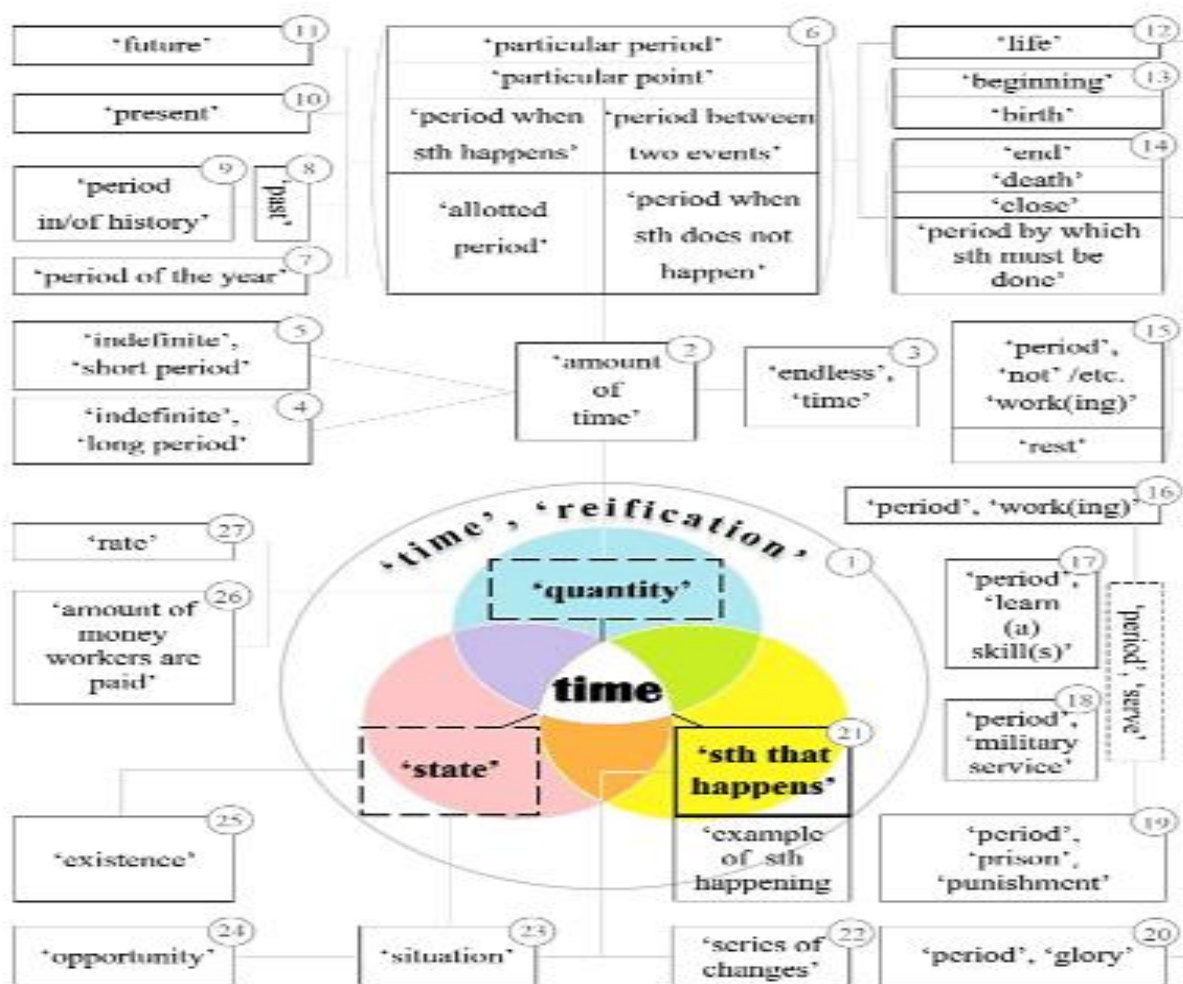 11
‘future’
10
‘present’
9
‘period
in/of history’
8
‘past’
7
‘period of the year’
6
‘particular period’
‘particular point’
‘period when
sth happens’
‘period between
two events’
‘allotted
period’
‘period when
sth does not
happen’
12
‘life’
13
‘beginning’
‘birth’
14
‘end’
‘death’
‘close’
‘period by which
sth must be
done’
5
‘indefinite’,
‘short period’
4
‘indefinite’,
‘long period’
2
‘amount
of
time’
3
‘endless’,
‘time’
15
‘period’,
‘not’ /etc.
‘work(ing)’
‘rest’
16
‘period’, ‘work(ing)’
17
‘period’,
‘learn
(a)
skill(s)’
‘period’, ‘serve’
18
‘period’,
‘military
service’
19
‘period’,
‘prison’,
‘punishment’
20
‘period’, ‘glory’
27
‘rate’
26
‘amount of
money
workers are
paid’
‘time’, ‘reification’
1
‘quantity’
time
‘state’
21
‘sth that
happens’
‘example
of sth
happening
25
‘existence’
24
‘opportunity’
23
‘situation’
22
‘series of
changes’